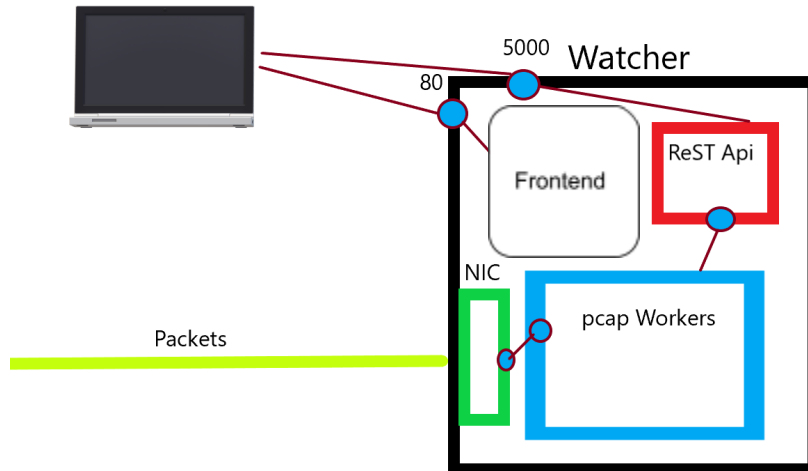 5000
Watcher
80
ReST Api
Frontend
NIC
pcap Workers
Packets